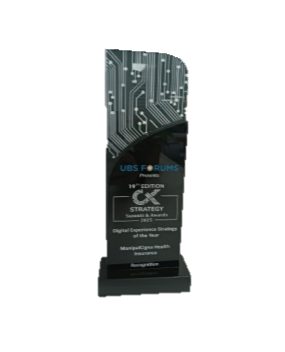 UBS FORUMS
Presents
19TH EDITION
CX
STRATEGY
Summit & Awards
2025
Digital Experience Strategy
of the Year
ManipalCigna Health
Insurance
Recognition